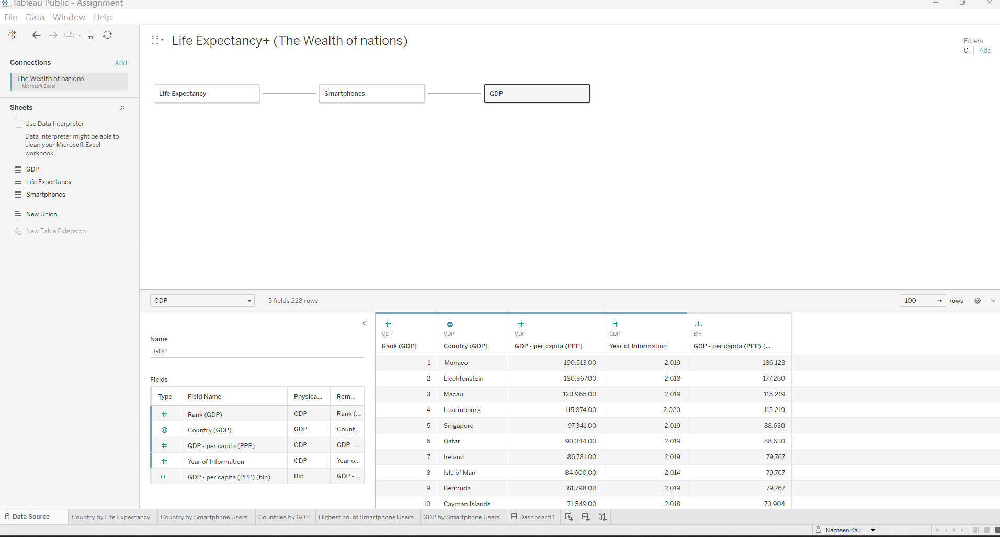 Tableau Public - Assignment
File Data Window Help
Life Expectancy+ (The Wealth of nations)
Filters
0 Add
Connections Add
The Wealth of nations
Microsoft Excel
Life Expectancy Smartphones GDP
Sheets
Use Data Interpreter
Data Interpreter might be able to
clean your Microsoft Excel
workbook.
GDP
Life Expectancy
Smartphones
New Union
New Table Extension
GDP 5 fields 228 rows 100 rows
Name
GDP
Fields
Type Field Name Physica... Rem...
Rank (GDP) GDP Rank (...
Country (GDP) GDP Count...
GDP - per capita (PPP) GDP GDP - ...
Year of Information GDP Year o...
GDP - per capita (PPP) (bin) Bin GDP - ...
GDP GDP GDP GDP Bin
Rank (GDP) Country (GDP) GDP - per capita (PPP) Year of Information GDP - per capita (PPP) (...
1 Monaco 190,513.00 2,019 186,123
2 Liechtenstein 180,367.00 2,018 177,260
3 Macau 123,965.00 2,019 115,219
4 Luxembourg 115,874.00 2,020 115,219
5 Singapore 97,341.00 2,019 88,630
6 Qatar 90,044.00 2,019 88,630
7 Ireland 86,781.00 2,019 79,767
8 Isle of Man 84,600.00 2,014 79,767
9 Bermuda 81,798.00 2,019 79,767
10 Cayman Islands 71,549.00 2,018 70,904
Data Source Country by Life Expectancy Country by Smartphone Users Countries by GDP Highest no. of Smartphone Users GDP by Smartphone Users Dashboard 1
Nazneen Kau...